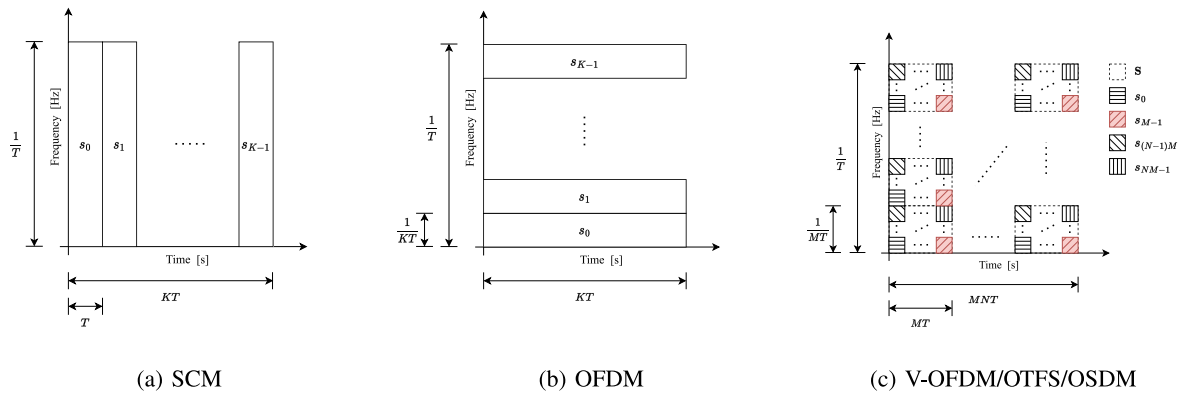 Frequency [Hz]
1/T
s_0
s_1
.....
s_{K-1}
Time [s]
KT
T
(a) SCM
Frequency [Hz]
1/T
s_{K-1}
......
s_1
1/KT
s_0
Time [s]
KT
(b) OFDM
Frequency [Hz]
1/T
1/MT
Time [s]
MNT
MT
S
s_0
s_{M-1}
s_{(N-1)M}
s_{NM-1}
(c) V-OFDM/OTFS/OSDM